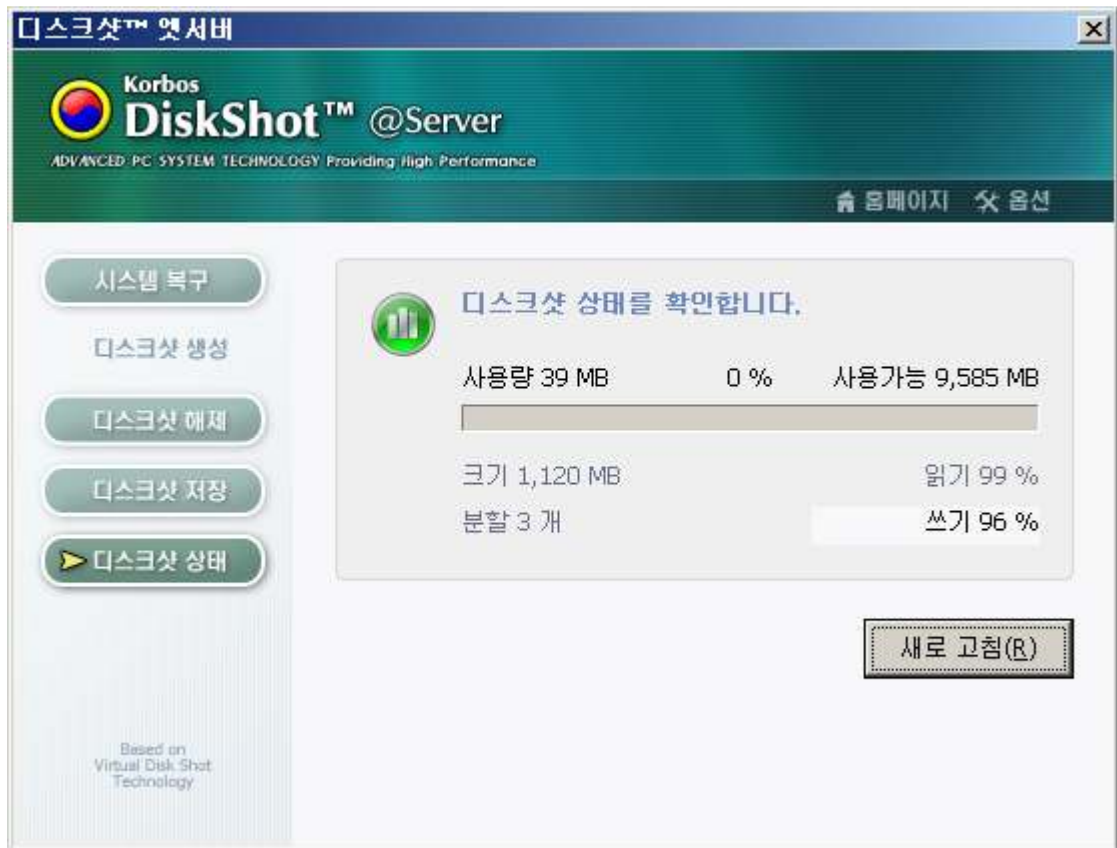 디스크샷™ 엣서버
Korbos
DiskShot™ @Server
ADVANCED PC SYSTEM TECHNOLOGY Providing High Performance
홈페이지 옵션
시스템 복구
디스크샷 생성
디스크샷 해제
디스크샷 저장
디스크샷 상태
Based on
Virtual Disk Shot
Technology
디스크샷 상태를 확인합니다.
사용량 39 MB 0 % 사용가능 9,585 MB
크기 1,120 MB 읽기 99 %
분할 3 개 쓰기 96 %
새로 고침(R)